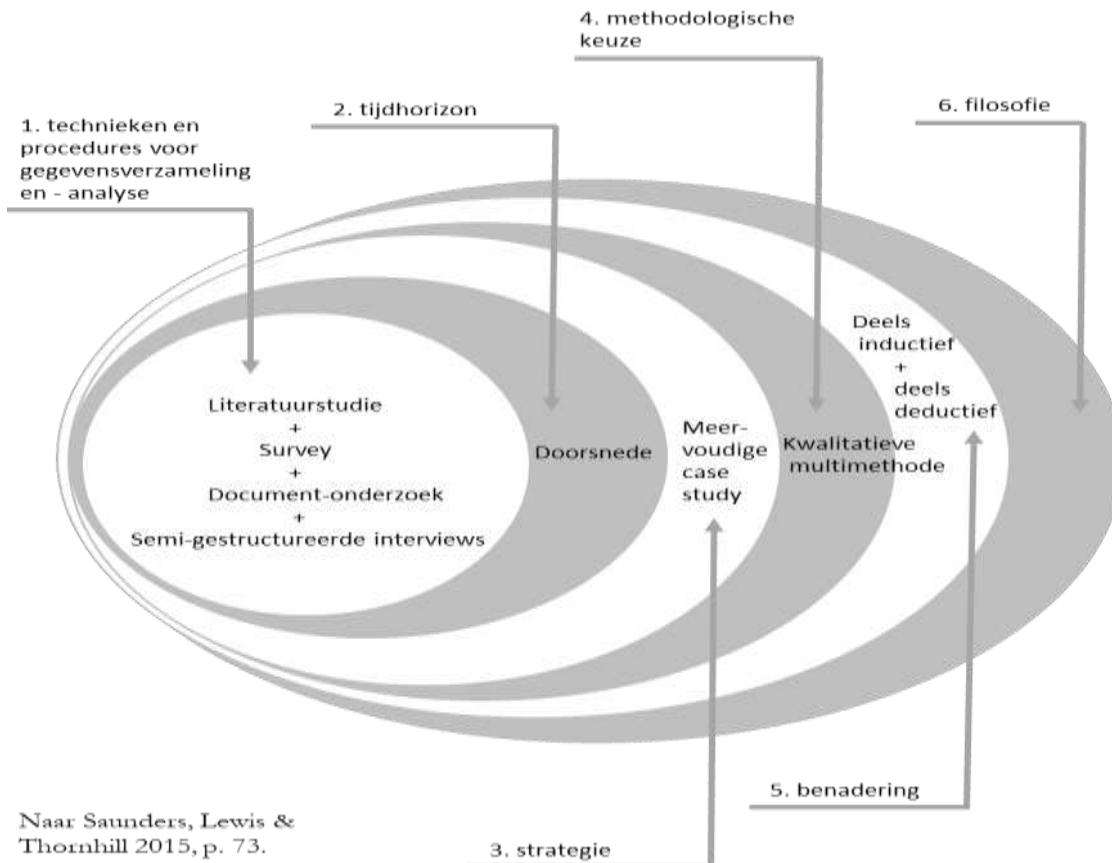 4. methodologische
keuze
2. tijdhorizon
6. filosofie
1. technieken en
procedures voor
gegevensverzameling
en - analyse
Literatuurstudie
+
Survey
+
Document-onderzoek
+
Semi-gestructureerde interviews
Doorsnede
Meer-
voudige
case
study
Kwalitatieve
multimethode
Deels
inductief
+
deels
deductief
5. benadering
3. strategie
Naar Saunders, Lewis &
Thornhill 2015, p. 73.